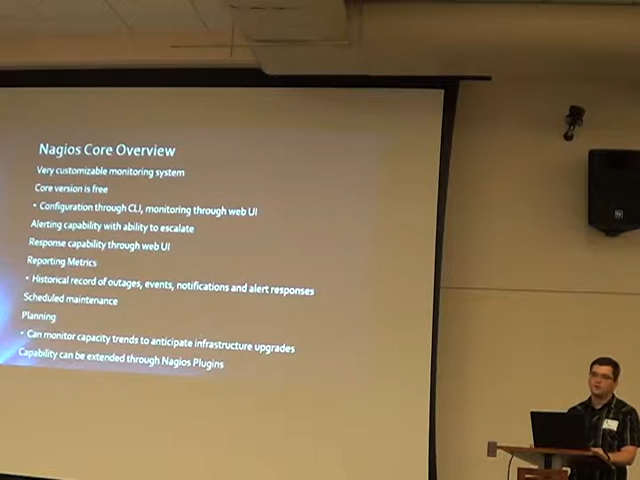 Nagios Core Overview
Very customizable monitoring system
Core version is free
• Configuration through CLI, monitoring through web UI
Alerting capability with ability to escalate
Response capability through web UI
Reporting Metrics
• Historical record of outages, events, notifications and alert responses
Scheduled maintenance
Planning
• Can monitor capacity trends to anticipate infrastructure upgrades
Capability can be extended through Nagios Plugins